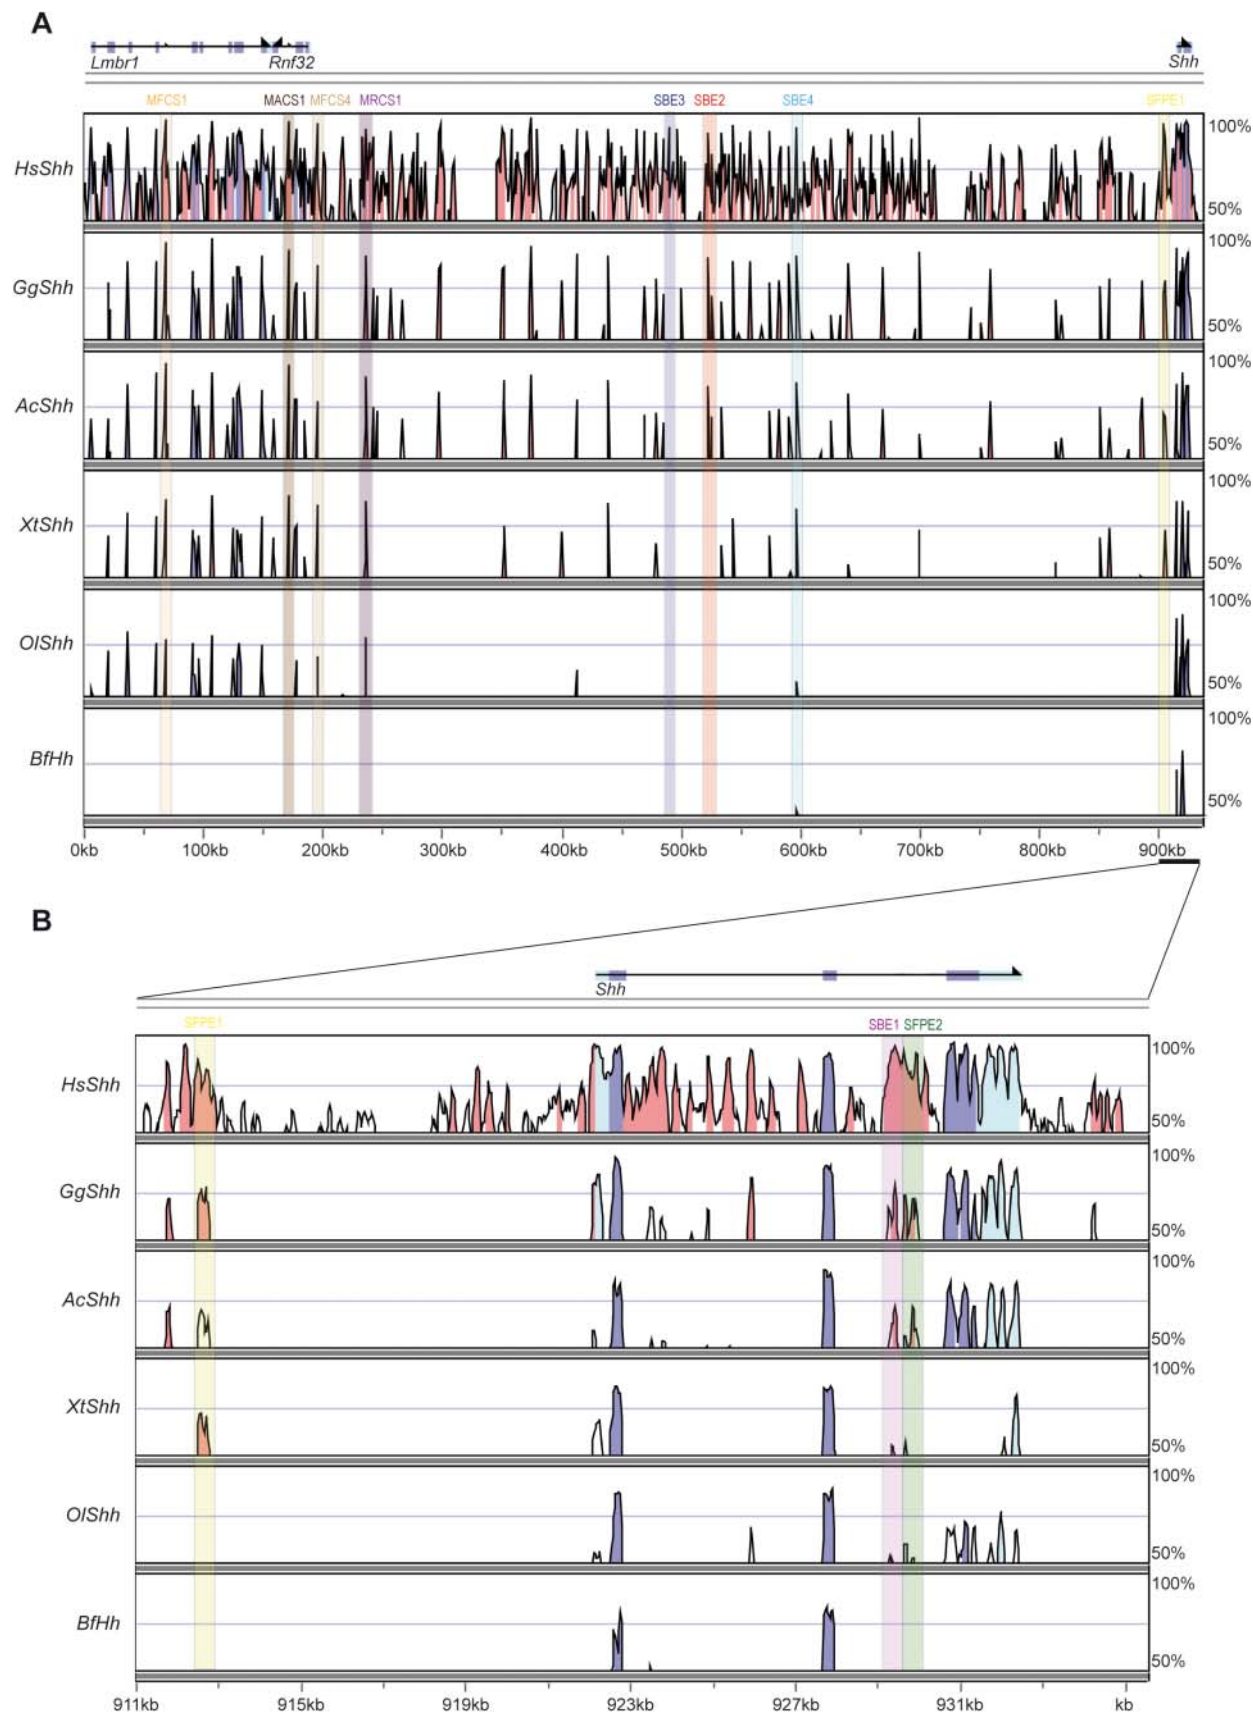 A
Lmbr1 Rnf32 Shh
MFCS1 MACS1 MFCS4 MRCS1 SBE3 SBE2 SBE4 SFPE1
100%
HsShh
50%
100%
GgShh
50%
100%
AcShh
50%
100%
XtShh
50%
100%
OlShh
50%
100%
BfHh
50%
0kb 100kb 200kb 300kb 400kb 500kb 600kb 700kb 800kb 900kb
B
Shh
SFPE1 SBE1 SFPE2
100%
HsShh
50%
100%
GgShh
50%
100%
AcShh
50%
100%
XtShh
50%
100%
OlShh
50%
100%
BfHh
50%
911kb 915kb 919kb 923kb 927kb 931kb kb